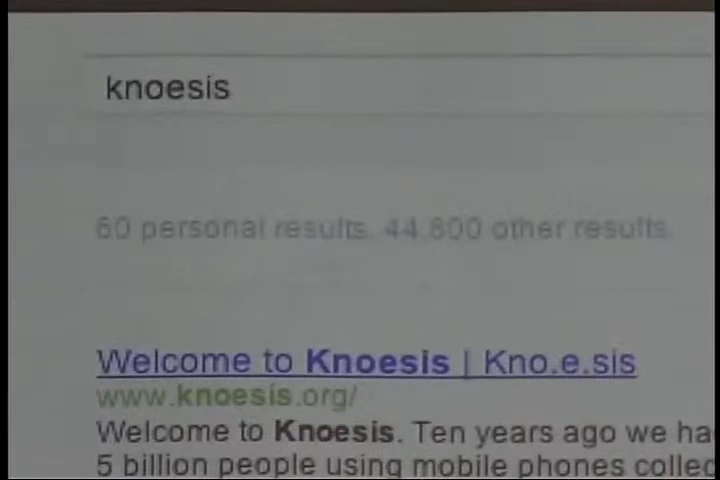 knoesis
60 personal results. 44,800 other results.
Welcome to Knoesis | Kno.e.sis
www.knoesis.org/
Welcome to Knoesis. Ten years ago we ha
5 billion people using mobile phones collec